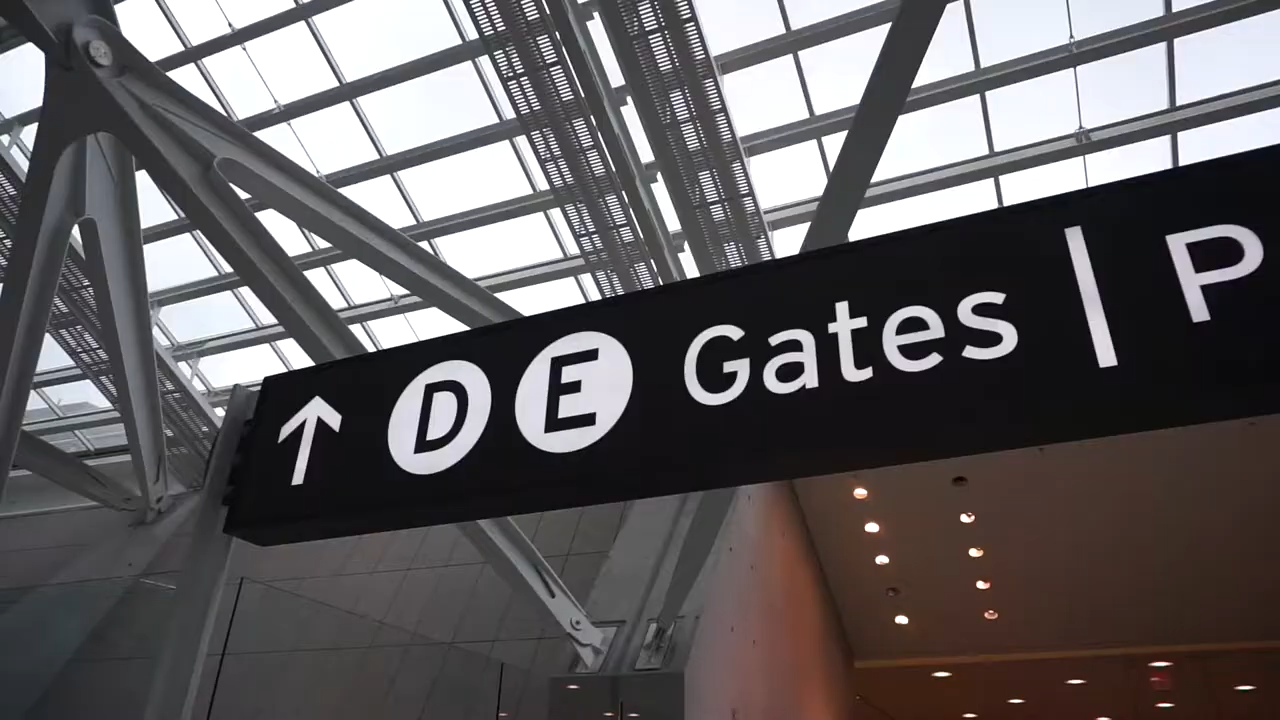 ↑ D E Gates | P